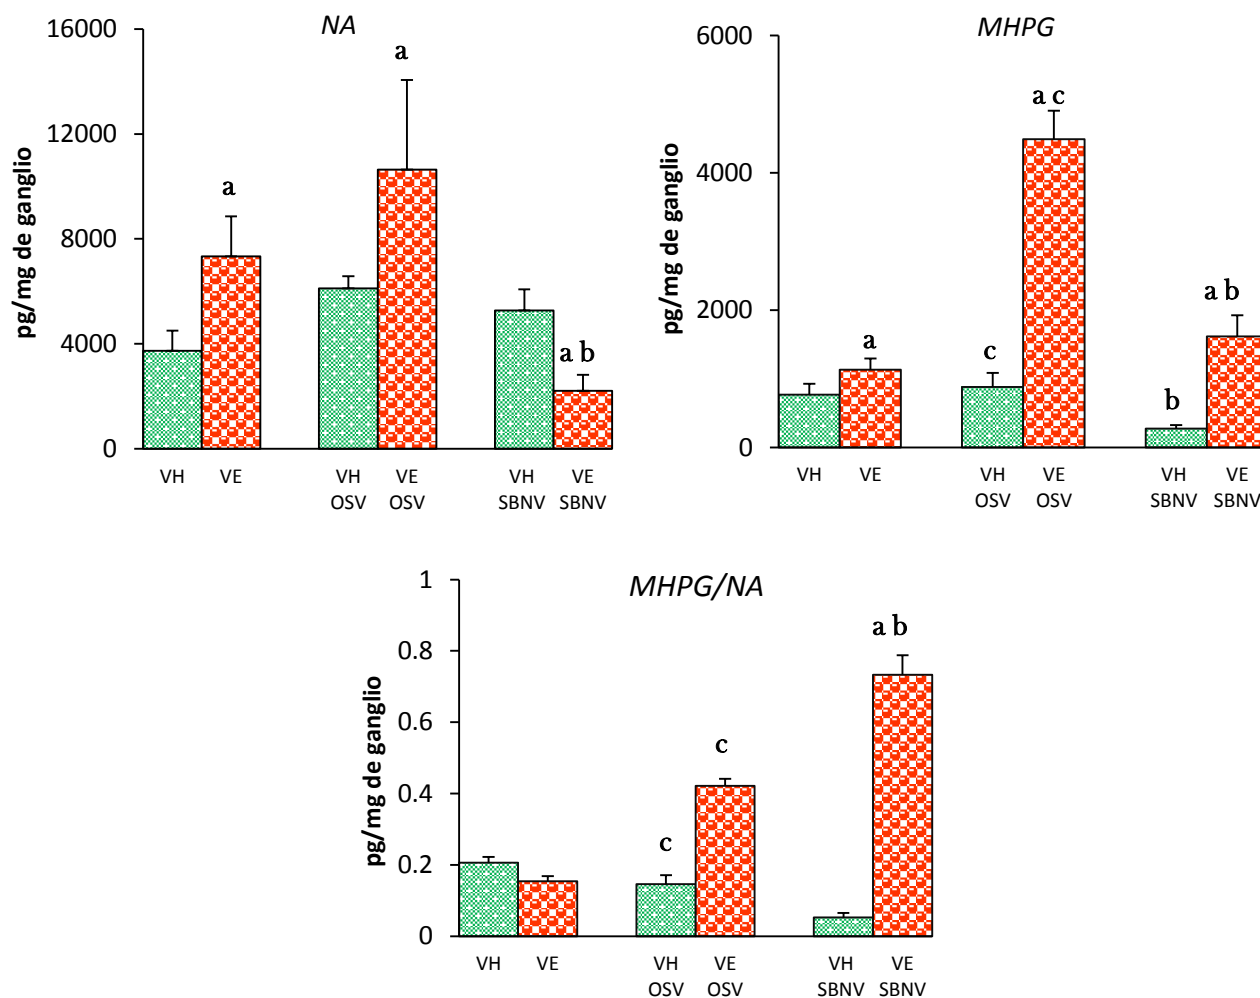 NA
pg/mg de ganglio
16000
12000
8000
4000
0
a
a
a b
VH
VE
VH
OSV
VE
OSV
VH
SBNV
VE
SBNV
MHPG
pg/mg de ganglio
6000
4000
2000
0
a
c
a c
b
a b
VH
VE
VH
OSV
VE
OSV
VH
SBNV
VE
SBNV
MHPG/NA
pg/mg de ganglio
1
0.8
0.6
0.4
0.2
0
c
c
a b
VH
VE
VH
OSV
VE
OSV
VH
SBNV
VE
SBNV